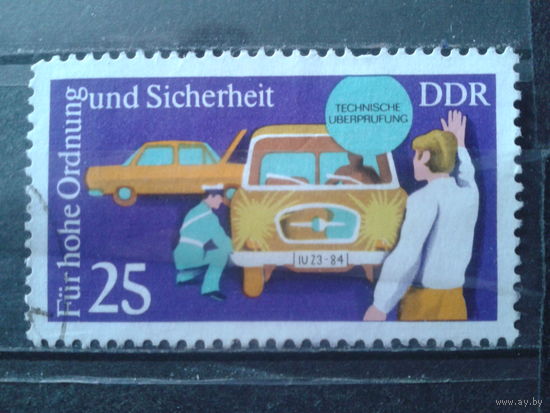 Für hohe Ordnung
und Sicherheit
DDR
TECHNISCHE
ÜBERPRÜFUNG
IU 23-84
25
www.ay.by